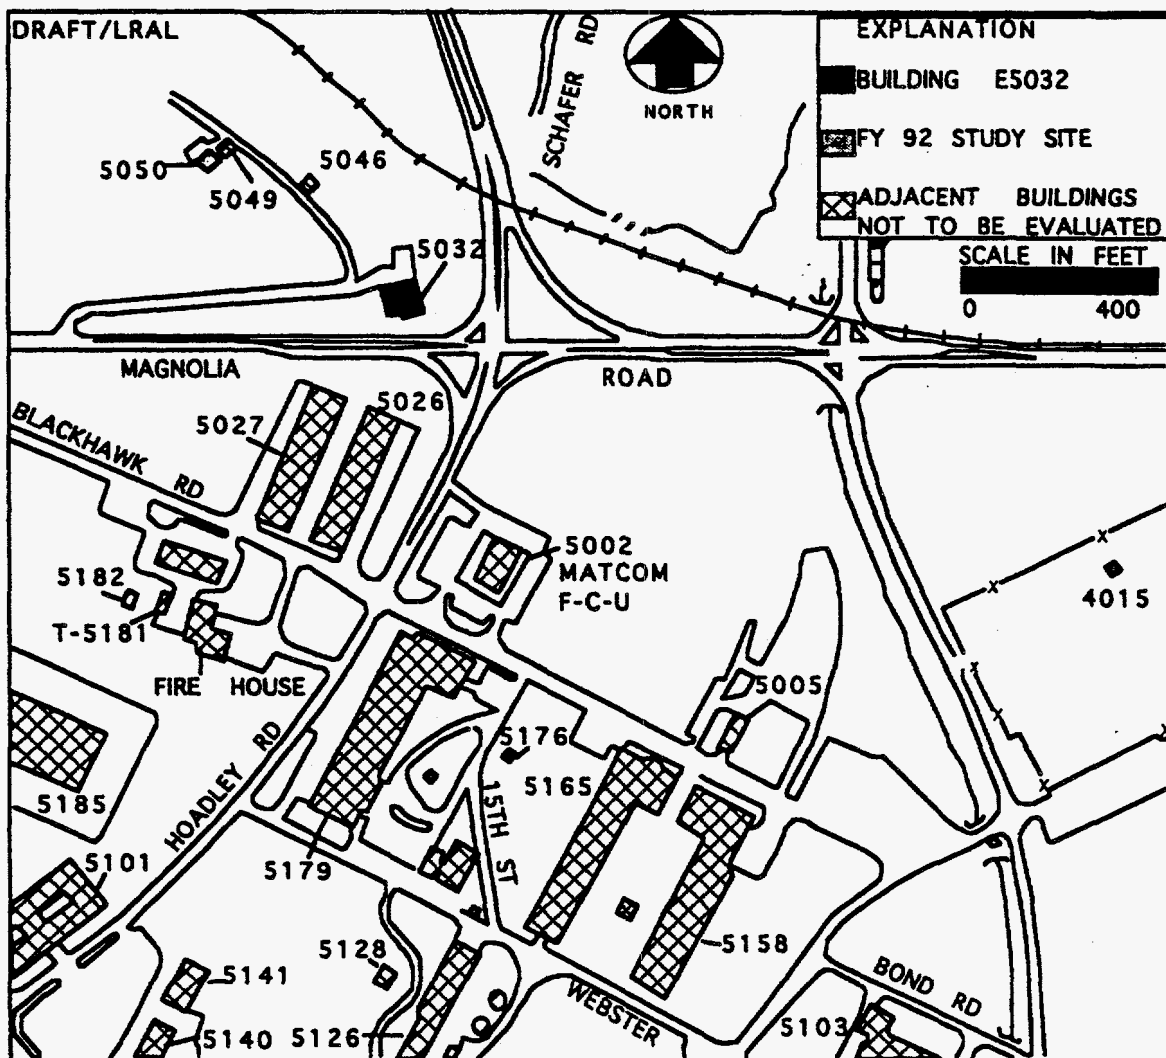 DRAFT/LRAL
SCHAFER RD
NORTH
EXPLANATION
BUILDING E5032
FY 92 STUDY SITE
ADJACENT BUILDINGS
NOT TO BE EVALUATED
SCALE IN FEET
0 400
5050
5049
5046
5032
MAGNOLIA ROAD
BLACKHAWK RD
5027
5026
5002
MATCOM
F-C-U
4015
5182
T-5181
FIRE HOUSE
5005
5176
5165
15TH ST
HOADLEY RD
5185
5179
5101
5158
5128
5141
5140
5126
WEBSTER
BOND RD
5103
X
X
X
X
X
X